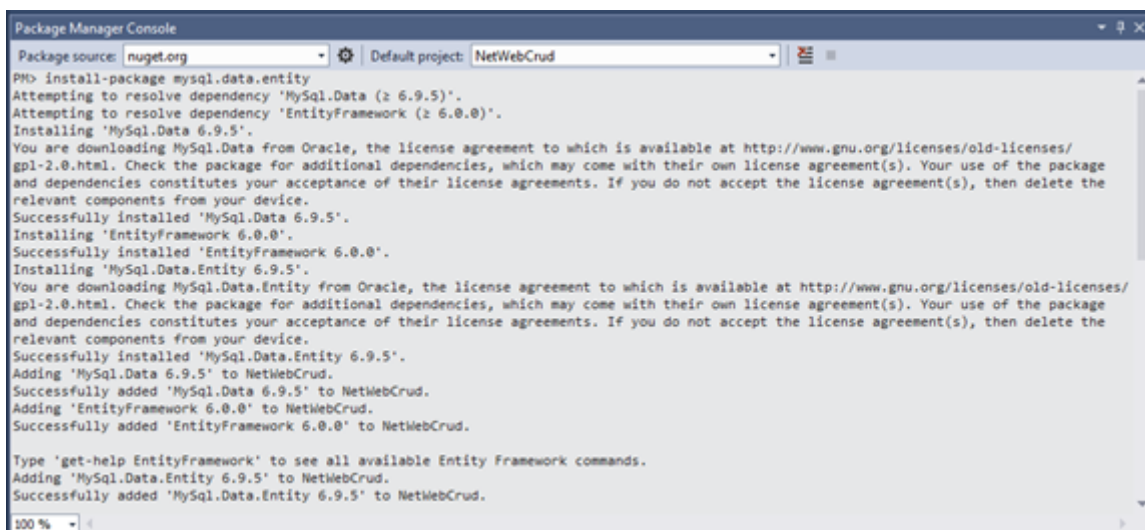 Package Manager Console
Package source: nuget.org Default project: NetWebCrud
PM> install-package mysql.data.entity
Attempting to resolve dependency 'MySql.Data (≥ 6.9.5)'.
Attempting to resolve dependency 'EntityFramework (≥ 6.0.0)'.
Installing 'MySql.Data 6.9.5'.
You are downloading MySql.Data from Oracle, the license agreement to which is available at http://www.gnu.org/licenses/old-licenses/
gpl-2.0.html. Check the package for additional dependencies, which may come with their own license agreement(s). Your use of the package
and dependencies constitutes your acceptance of their license agreements. If you do not accept the license agreement(s), then delete the
relevant components from your device.
Successfully installed 'MySql.Data 6.9.5'.
Installing 'EntityFramework 6.0.0'.
Successfully installed 'EntityFramework 6.0.0'.
Installing 'MySql.Data.Entity 6.9.5'.
You are downloading MySql.Data.Entity from Oracle, the license agreement to which is available at http://www.gnu.org/licenses/old-licenses/
gpl-2.0.html. Check the package for additional dependencies, which may come with their own license agreement(s). Your use of the package
and dependencies constitutes your acceptance of their license agreements. If you do not accept the license agreement(s), then delete the
relevant components from your device.
Successfully installed 'MySql.Data.Entity 6.9.5'.
Adding 'MySql.Data 6.9.5' to NetWebCrud.
Successfully added 'MySql.Data 6.9.5' to NetWebCrud.
Adding 'EntityFramework 6.0.0' to NetWebCrud.
Successfully added 'EntityFramework 6.0.0' to NetWebCrud.
Type 'get-help EntityFramework' to see all available Entity Framework commands.
Adding 'MySql.Data.Entity 6.9.5' to NetWebCrud.
Successfully added 'MySql.Data.Entity 6.9.5' to NetWebCrud.
100 %